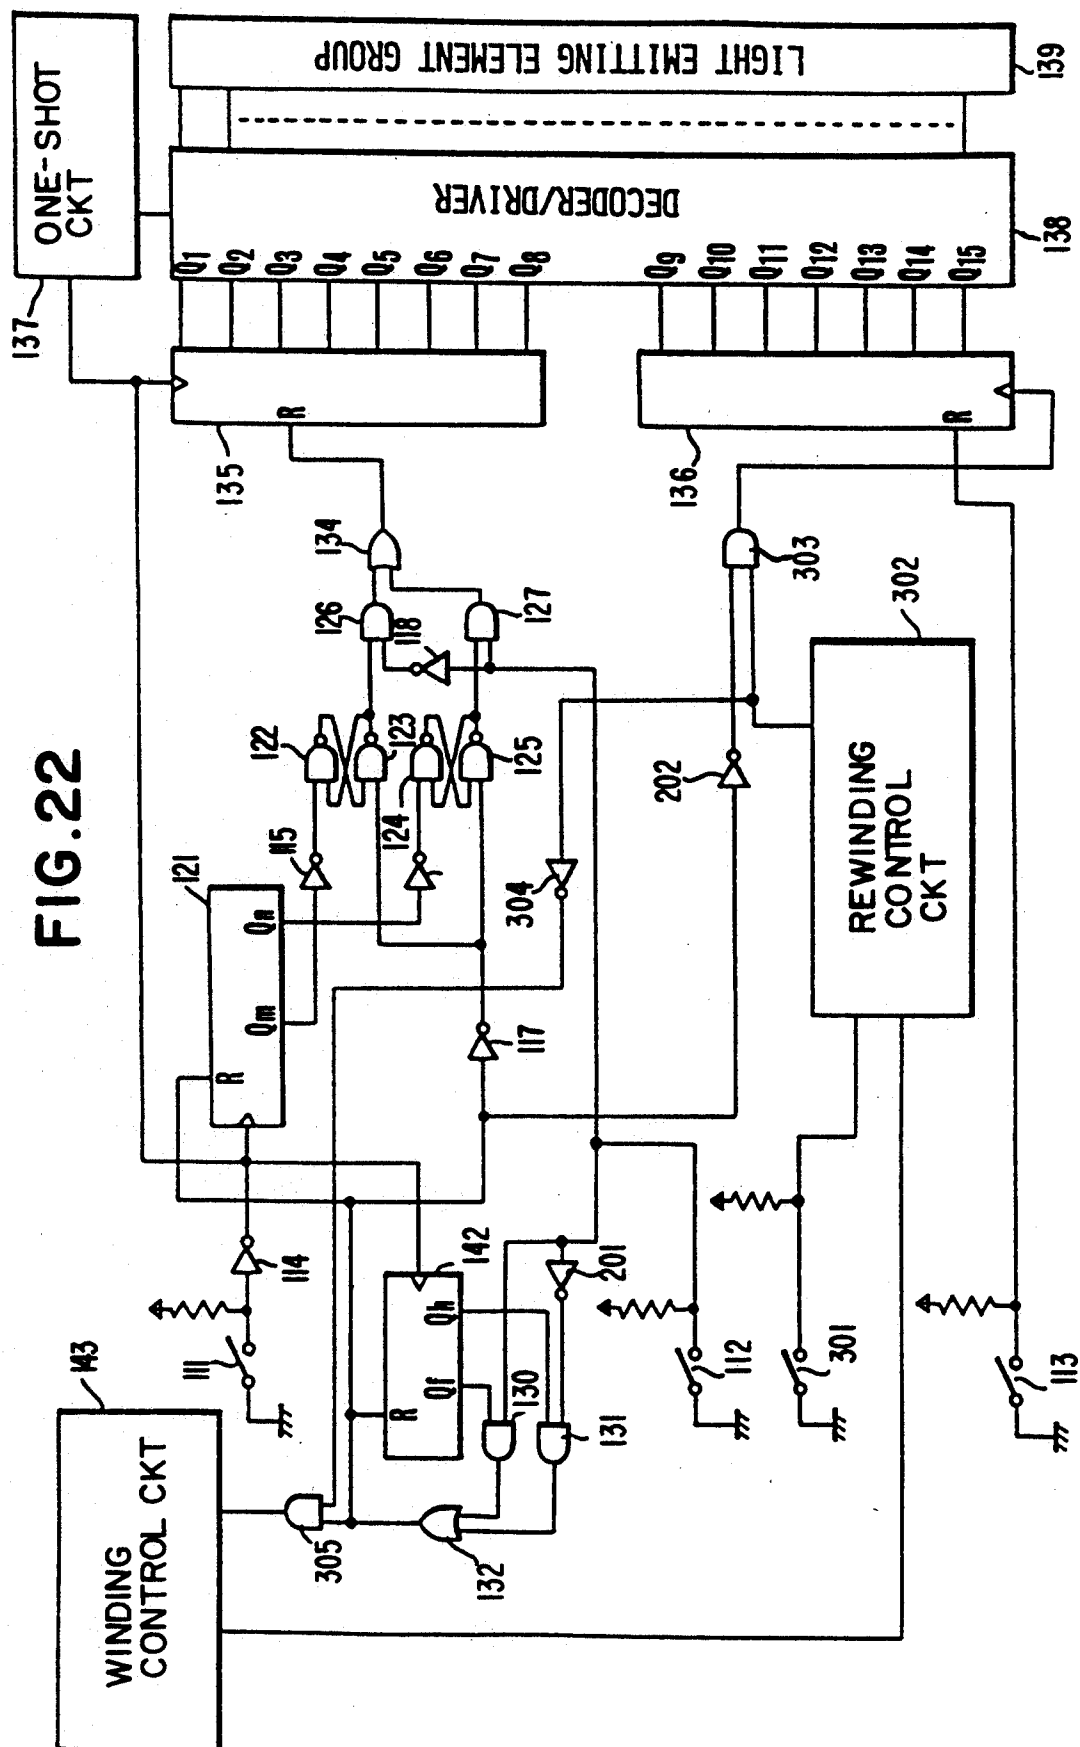 FIG.22
WINDING
CONTROL CKT
143
111
114
R
Qm
Qn
121
115
122
123
124
125
126
118
127
134
135
R
137
ONE-SHOT
CKT
Q1
Q2
Q3
Q4
Q5
Q6
Q7
Q8
Q9
Q10
Q11
Q12
Q13
Q14
Q15
DECODER/DRIVER
138
LIGHT EMITTING ELEMENT GROUP
139
136
R
305
132
R
Qf
Qh
142
130
131
201
117
304
202
303
112
301
113
REWINDING
CONTROL
CKT
302